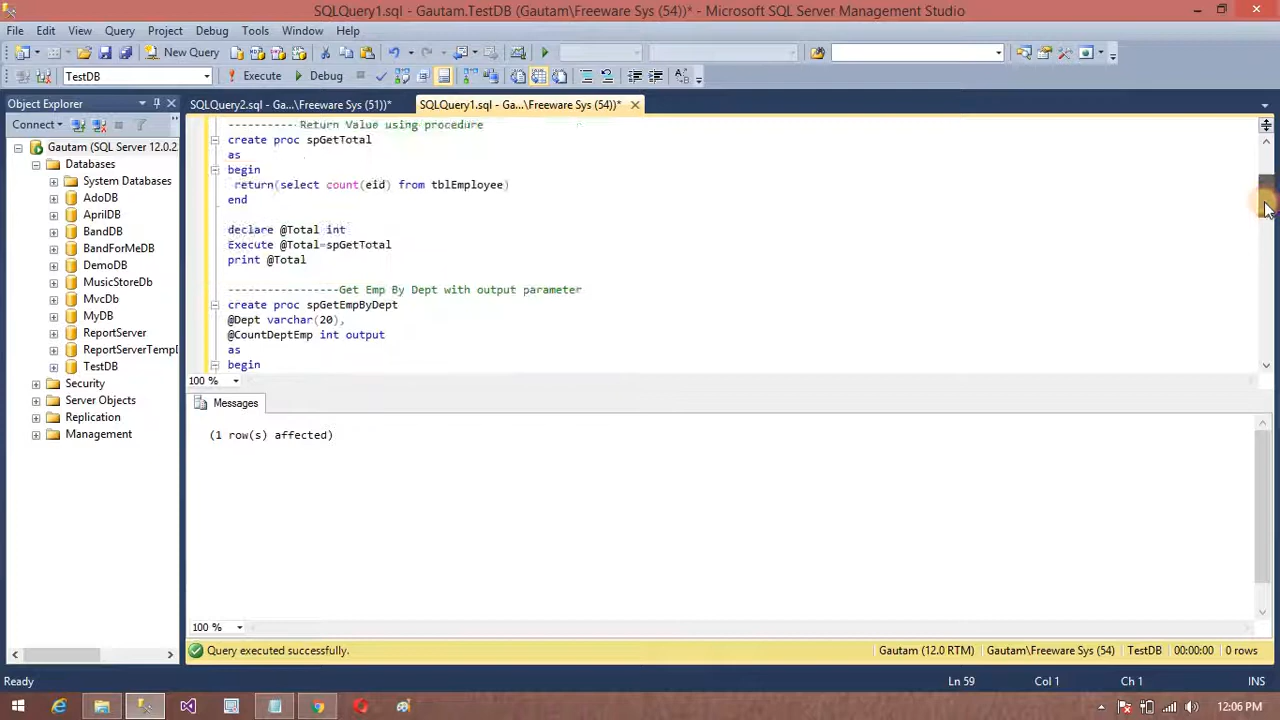 SQLQuery1.sql - Gautam.TestDB (Gautam\Freeware Sys (54))* - Microsoft SQL Server Management Studio
File Edit View Query Project Debug Tools Window Help
New Query
TestDB Execute Debug
Object Explorer
SQLQuery2.sql - Ga...\Freeware Sys (51))*
SQLQuery1.sql - Ga...\Freeware Sys (54))*
Connect
Gautam (SQL Server 12.0.2
Databases
System Databases
AdoDB
AprilDB
BandDB
BandForMeDB
DemoDB
MusicStoreDb
MvcDb
MyDB
ReportServer
ReportServerTempD
TestDB
Security
Server Objects
Replication
Management
---------- Return Value using procedure
create proc spGetTotal
as
begin
return(select count(eid) from tblEmployee)
end
declare @Total int
Execute @Total=spGetTotal
print @Total
-----------------Get Emp By Dept with output parameter
create proc spGetEmpByDept
@Dept varchar(20),
@CountDeptEmp int output
as
begin
100 %
Messages
(1 row(s) affected)
100 %
Query executed successfully. Gautam (12.0 RTM) Gautam\Freeware Sys (54) TestDB 00:00:00 0 rows
Ready Ln 59 Col 1 Ch 1 INS
12:06 PM